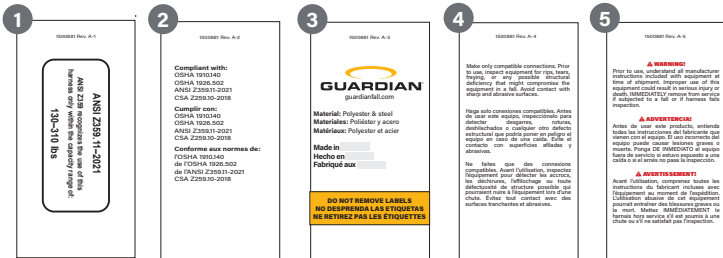 1
1500881 Rev. A-1
ANSI Z359.11–2021
ANSI Z359 recognizes the use of this
harness only within the capacity range of:
130–310 lbs
2
1500881 Rev. A-2
Compliant with:
OSHA 1910.140
OSHA 1926.502
ANSI Z359.11-2021
CSA Z259.10-2018
Cumplir con:
OSHA 1910.140
OSHA 1926.502
ANSI Z359.11-2021
CSA Z259.10-2018
Conforme aux normes de:
l'OSHA 1910.140
de l'OSHA 1926.502
de l'ANSI Z359.11-2021
CSA Z259.10-2018
3
1500881 Rev. A-3
GUARDIAN
guardianfall.com
Material: Polyester & steel
Materiales: Poliéster y acero
Matériaux: Polyester et acier
Made in
Hecho en
Fabriqué aux
DO NOT REMOVE LABELS
NO DESPRENDA LAS ETIQUETAS
NE RETIREZ PAS LES ÉTIQUETTES
4
1500881 Rev. A-4
Make only compatible connections. Prior
to use, inspect equipment for rips, tears,
fraying, or any possible structural
deficiency that might compromise the
equipment in a fall. Avoid contact with
sharp and abrasive surfaces.
Haga solo conexiones compatibles. Antes
de usar este equipo, inspecciónelo para
detectar desgarres, roturas,
deshilachados o cualquier otro defecto
estructural que podría poner en peligro el
equipo en caso de una caída. Evite el
contacto con superficies afiladas y
abrasivas.
Ne faites que des connexions
compatibles. Avant l'utilisation, inspectez
l'équipement pour détecter les accrocs,
les déchirures, l'effilochage ou toute
défectuosité de structure possible qui
pourraient nuire à l'équipement lors d'une
chute. Évitez tout contact avec des
surfaces tranchantes et abrasives.
5
1500881 Rev. A-5
WARNING!
Prior to use, understand all manufacturer
instructions included with equipment at
time of shipment. Improper use of this
equipment could result in serious injury or
death. IMMEDIATELY remove from service
if subjected to a fall or if harness fails
inspection.
ADVERTENCIA!
Antes de usar este producto, entienda
todas las instrucciones del fabricante que
vienen con el equipo. El uso incorrecto del
equipo puede causar lesiones graves o
muerte. Ponga DE INMEDIATO el equipo
fuera de servicio si estuvo expuesto a una
caída o si el arnés no pasa la inspección.
AVERTISSEMENT!
Avant l'utilisation, comprenez toutes les
instructions du fabricant incluses avec
l'équipement au moment de l'expédition.
L'utilisation abusive de cet équipement
pourrait entraîner des blessures graves ou
la mort. Mettez IMMÉDIATEMENT le
harnais hors service s'il est soumis à une
chute ou s'il ne satisfait pas l'inspection.